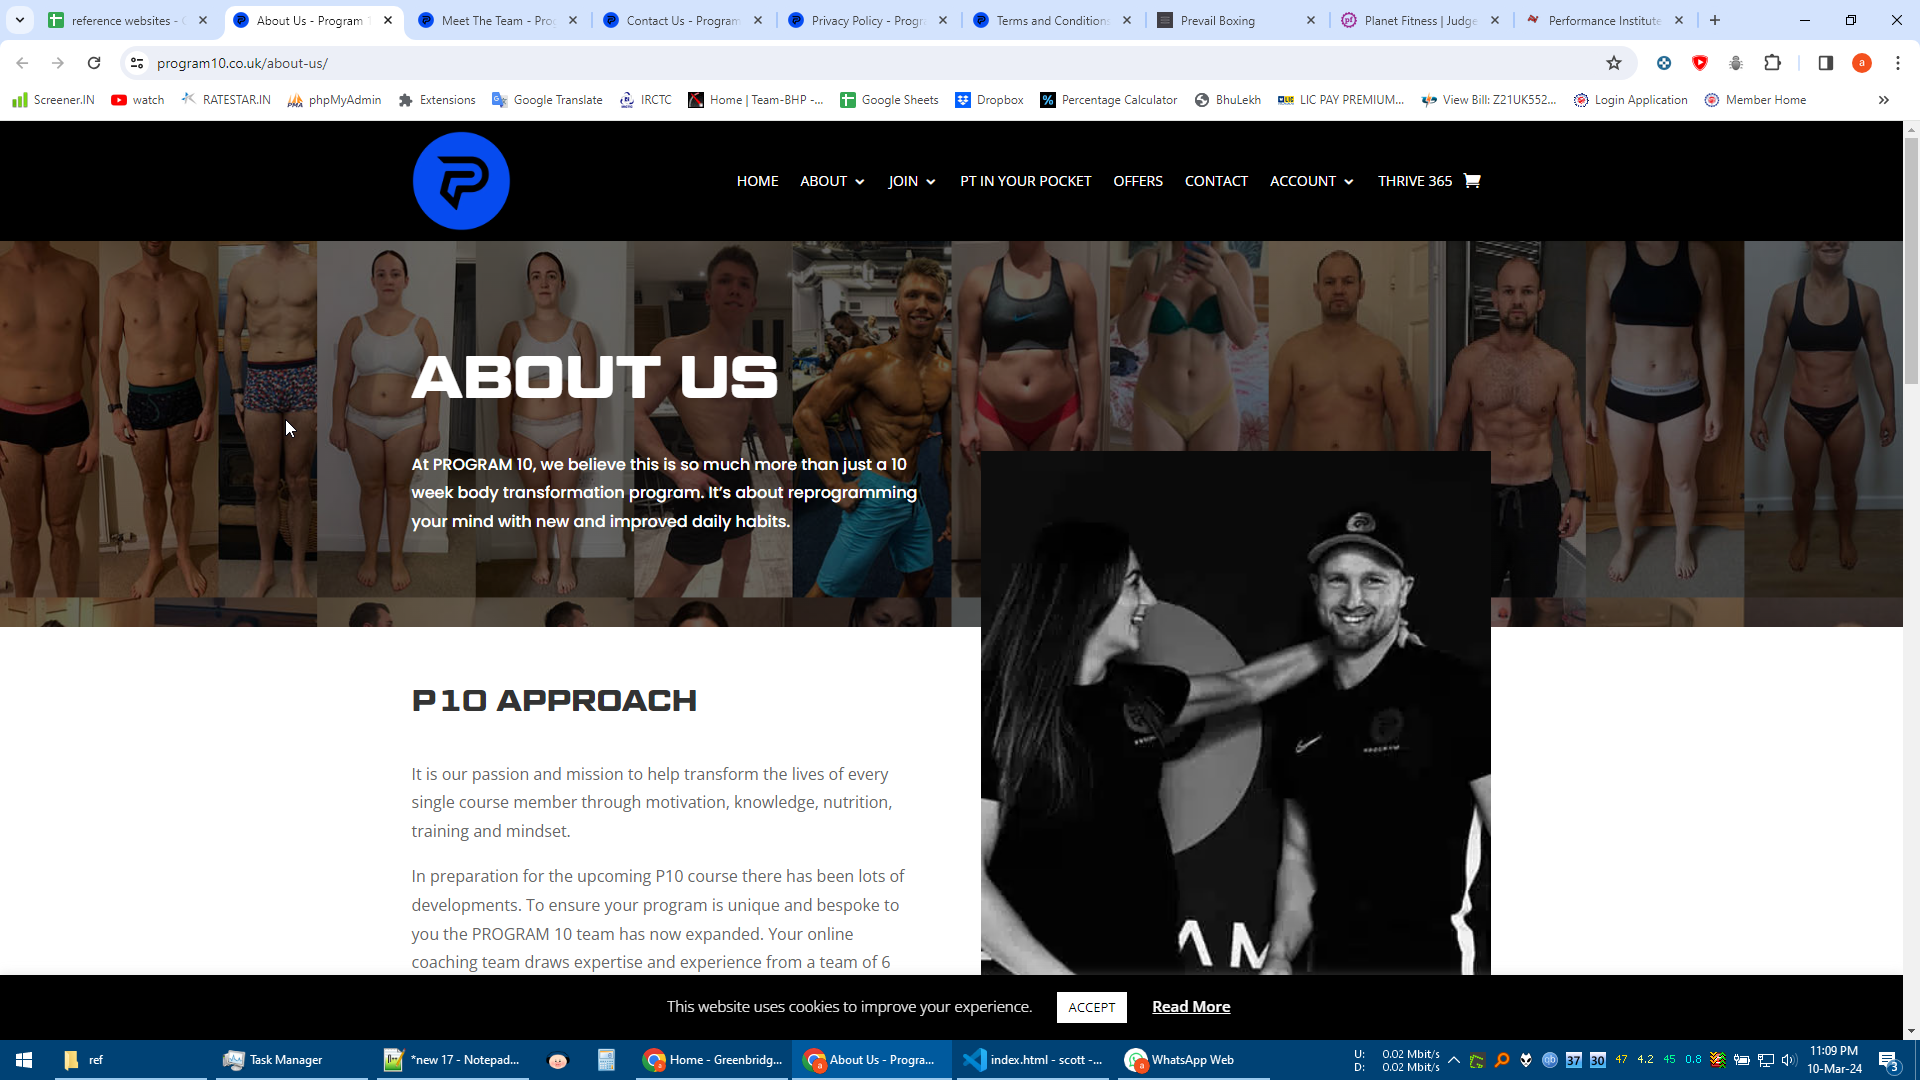 reference websites - G
About Us - Program 1
Meet The Team - Prog
Contact Us - Program
Privacy Policy - Progra
Terms and Conditions
Prevail Boxing
Planet Fitness | Judge
Performance Institute
program10.co.uk/about-us/
a
Screener.IN
watch
RATESTAR.IN
phpMyAdmin
Extensions
Google Translate
IRCTC
Home | Team-BHP -...
Google Sheets
Dropbox
Percentage Calculator
BhuLekh
LIC PAY PREMIUM...
View Bill: Z21UK552...
Login Application
Member Home
HOME
ABOUT
JOIN
PT IN YOUR POCKET
OFFERS
CONTACT
ACCOUNT
THRIVE 365
ABOUT US
At PROGRAM 10, we believe this is so much more than just a 10
week body transformation program. It’s about reprogramming
your mind with new and improved daily habits.
P10 APPROACH
It is our passion and mission to help transform the lives of every
single course member through motivation, knowledge, nutrition,
training and mindset.
In preparation for the upcoming P10 course there has been lots of
developments. To ensure your program is unique and bespoke to
you the PROGRAM 10 team has now expanded. Your online
coaching team draws expertise and experience from a team of 6
AM
This website uses cookies to improve your experience.
ACCEPT
Read More
ref
Task Manager
*new 17 - Notepad...
Home - Greenbridg...
About Us - Progra...
index.html - scott -...
WhatsApp Web
U: 0.02 Mbit/s
D: 0.02 Mbit/s
37
30
47
4.2
45
0.8
11:09 PM
10-Mar-24
3